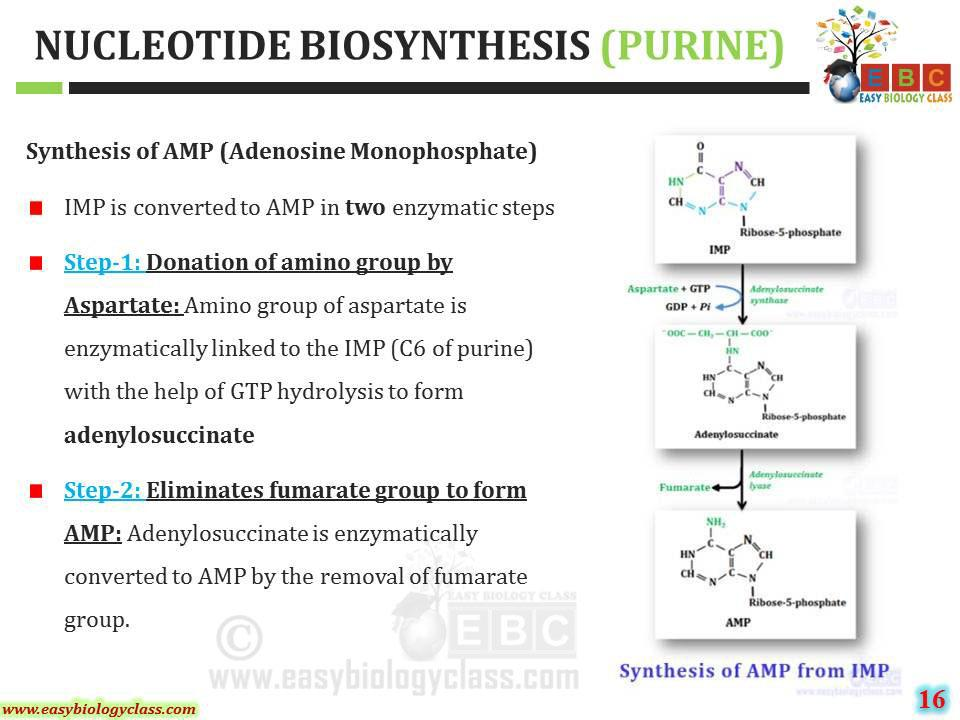 NUCLEOTIDE BIOSYNTHESIS (PURINE)
E B C
EASY BIOLOGY CLASS
Synthesis of AMP (Adenosine Monophosphate)
IMP is converted to AMP in two enzymatic steps
Step-1: Donation of amino group by
Aspartate: Amino group of aspartate is
enzymatically linked to the IMP (C6 of purine)
with the help of GTP hydrolysis to form
adenylosuccinate
Step-2: Eliminates fumarate group to form
AMP: Adenylosuccinate is enzymatically
converted to AMP by the removal of fumarate
group.
O
C
HN
C
N
CH
CH
N
C
N
Ribose-5-phosphate
IMP
Aspartate + GTP
GDP + Pi
Adenylosuccinate
synthase
⁻OOC — CH₂ — CH — COO⁻
HN
C
HN
C
N
CH
CH
N
C
N
Ribose-5-phosphate
Adenylosuccinate
Fumarate
Adenylosuccinate
lyase
NH₂
C
HN
C
N
CH
CH
N
C
N
Ribose-5-phosphate
AMP
Synthesis of AMP from IMP
©
EASY BIOLOGY CLASS
E B C
www.easybiologyclass.com
www.easybiologyclass.com
16